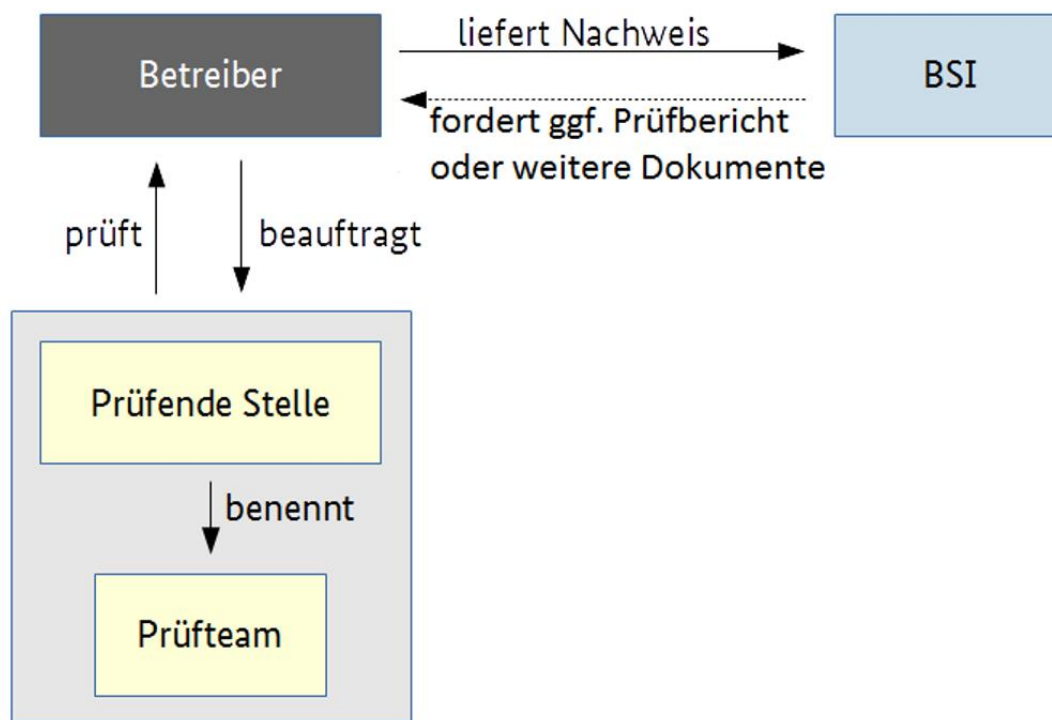 Betreiber
liefert Nachweis
BSI
fordert ggf. Prüfbericht
oder weitere Dokumente
prüft
beauftragt
Prüfende Stelle
benennt
Prüfteam